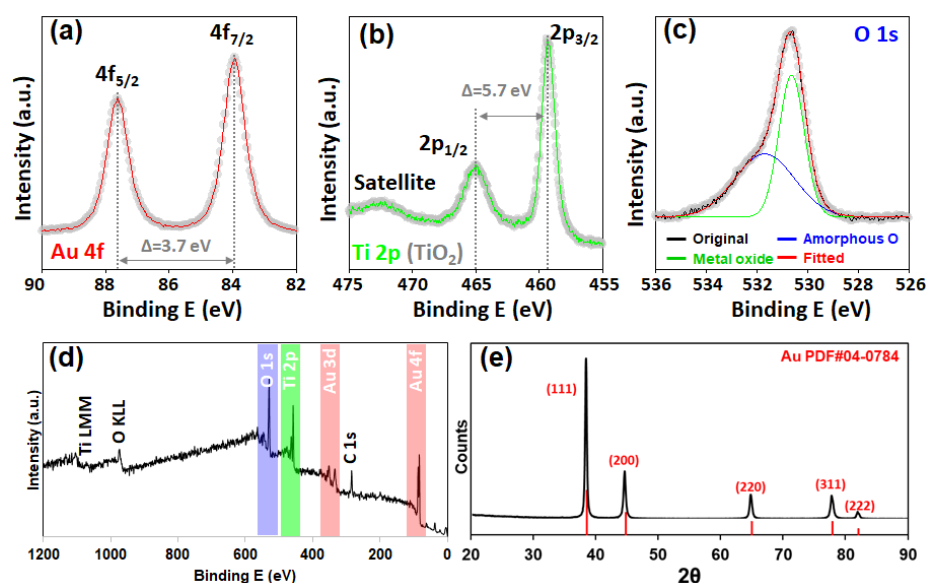 (a)
4f5/2
4f7/2
Au 4f
Δ=3.7 eV
Intensity (a.u.)
90 88 86 84 82
Binding E (eV)
(b)
2p3/2
Δ=5.7 eV
2p1/2
Satellite
Ti 2p (TiO2)
Intensity (a.u.)
475 470 465 460 455
Binding E (eV)
(c)
O 1s
Original
Amorphous O
Metal oxide
Fitted
Intensity (a.u.)
536 534 532 530 528 526
Binding E (eV)
(d)
Ti LMM
O KLL
O 1s
Ti 2p
Au 3d
C 1s
Au 4f
Intensity (a.u.)
1200 1000 800 600 400 200 0
Binding E (eV)
(e)
Au PDF#04-0784
(111)
(200)
(220)
(311)
(222)
Counts
20 30 40 50 60 70 80 90
2θ